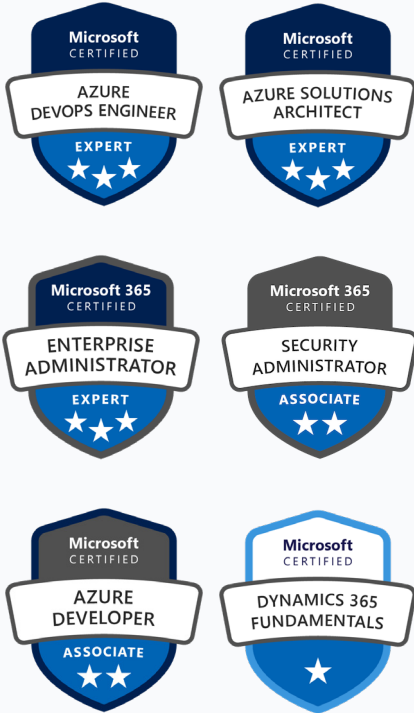 Microsoft
CERTIFIED
AZURE
DEVOPS ENGINEER
EXPERT
Microsoft
CERTIFIED
AZURE SOLUTIONS
ARCHITECT
EXPERT
Microsoft 365
CERTIFIED
ENTERPRISE
ADMINISTRATOR
EXPERT
Microsoft 365
CERTIFIED
SECURITY
ADMINISTRATOR
ASSOCIATE
Microsoft
CERTIFIED
AZURE
DEVELOPER
ASSOCIATE
Microsoft
CERTIFIED
DYNAMICS 365
FUNDAMENTALS